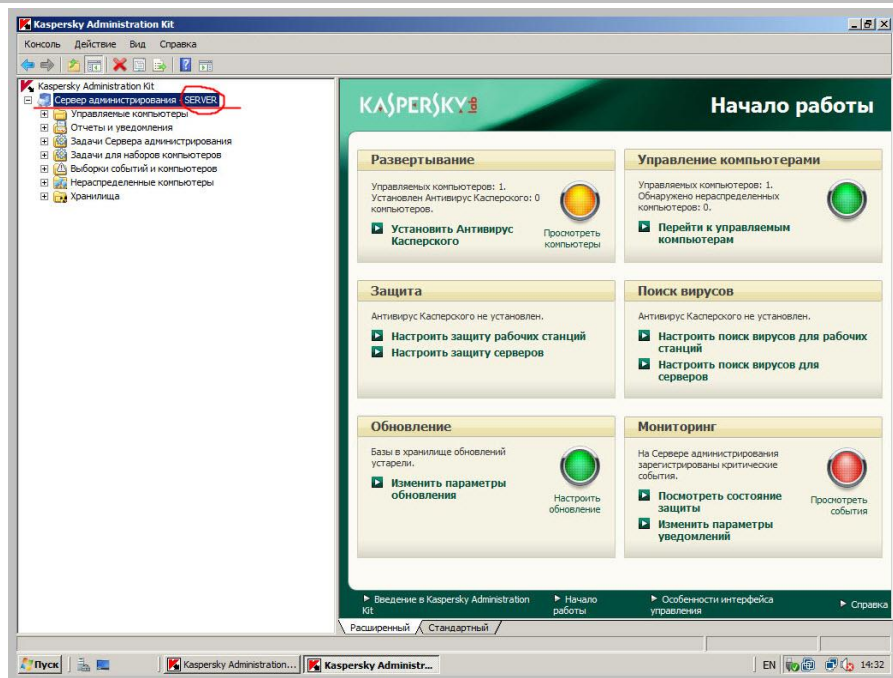 Kaspersky Administration Kit
Консоль Действие Вид Справка
Kaspersky Administration Kit
Сервер администрирования - SERVER
Управляемые компьютеры
Отчеты и уведомления
Задачи Сервера администрирования
Задачи для наборов компьютеров
Выборки событий и компьютеров
Нераспределенные компьютеры
Хранилища
KASPERSKY lab
Начало работы
Развертывание
Управляемых компьютеров: 1.
Установлен Антивирус Касперского: 0
компьютеров.
Установить Антивирус
Касперского
Просмотреть
компьютеры
Управление компьютерами
Управляемых компьютеров: 1.
Обнаружено нераспределенных
компьютеров: 0.
Перейти к управляемым
компьютерам
Защита
Антивирус Касперского не установлен.
Настроить защиту рабочих станций
Настроить защиту серверов
Поиск вирусов
Антивирус Касперского не установлен.
Настроить поиск вирусов для рабочих
станций
Настроить поиск вирусов для
серверов
Обновление
Базы в хранилище обновлений
устарели.
Изменить параметры
обновления
Настроить
обновление
Мониторинг
На Сервере администрирования
зарегистрированы критические
события.
Посмотреть состояние
защиты
Изменить параметры
уведомлений
Просмотреть
события
Введение в Kaspersky Administration
Kit
Начало
работы
Особенности интерфейса
управления
Справка
Расширенный Стандартный
Пуск Kaspersky Administration... Kaspersky Administr... EN 14:32